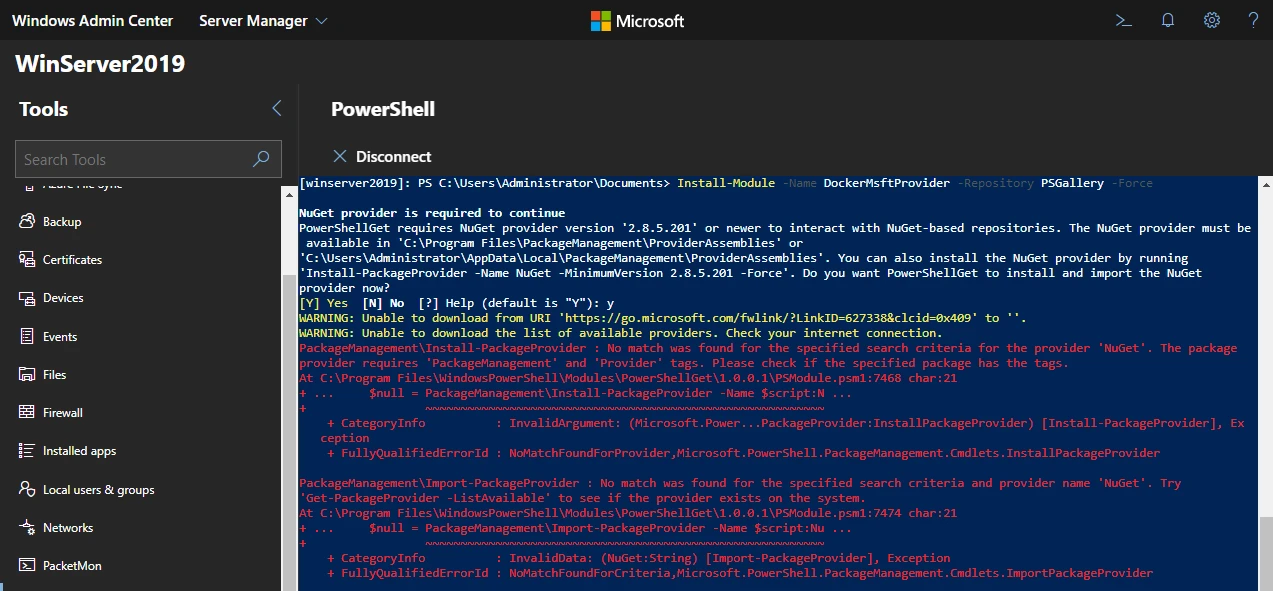 Windows Admin Center
Server Manager
Microsoft
>_
?
WinServer2019
Tools
PowerShell
Search Tools
Disconnect
Azure File Sync
Backup
Certificates
Devices
Events
Files
Firewall
Installed apps
Local users & groups
Networks
PacketMon
[winserver2019]: PS C:\Users\Administrator\Documents> Install-Module -Name DockerMsftProvider -Repository PSGallery -Force
NuGet provider is required to continue
PowerShellGet requires NuGet provider version '2.8.5.201' or newer to interact with NuGet-based repositories. The NuGet provider must be
available in 'C:\Program Files\PackageManagement\ProviderAssemblies' or
'C:\Users\Administrator\AppData\Local\PackageManagement\ProviderAssemblies'. You can also install the NuGet provider by running
'Install-PackageProvider -Name NuGet -MinimumVersion 2.8.5.201 -Force'. Do you want PowerShellGet to install and import the NuGet
provider now?
[Y] Yes  [N] No  [?] Help (default is "Y"): y
WARNING: Unable to download from URI 'https://go.microsoft.com/fwlink/?LinkID=627338&clcid=0x409' to ''.
WARNING: Unable to download the list of available providers. Check your internet connection.
PackageManagement\Install-PackageProvider : No match was found for the specified search criteria for the provider 'NuGet'. The package
provider requires 'PackageManagement' and 'Provider' tags. Please check if the specified package has the tags.
At C:\Program Files\WindowsPowerShell\Modules\PowerShellGet\1.0.0.1\PSModule.psm1:7468 char:21
+ ...     $null = PackageManagement\Install-PackageProvider -Name $script:N ...
+                 ~~~~~~~~~~~~~~~~~~~~~~~~~~~~~~~~~~~~~~~~~~~~~~~~~~~~~~~~~
+ CategoryInfo          : InvalidArgument: (Microsoft.Power...PackageProvider:InstallPackageProvider) [Install-PackageProvider], Ex
ception
+ FullyQualifiedErrorId : NoMatchFoundForProvider,Microsoft.PowerShell.PackageManagement.Cmdlets.InstallPackageProvider
PackageManagement\Import-PackageProvider : No match was found for the specified search criteria and provider name 'NuGet'. Try
'Get-PackageProvider -ListAvailable' to see if the provider exists on the system.
At C:\Program Files\WindowsPowerShell\Modules\PowerShellGet\1.0.0.1\PSModule.psm1:7474 char:21
+ ...     $null = PackageManagement\Import-PackageProvider -Name $script:Nu ...
+                 ~~~~~~~~~~~~~~~~~~~~~~~~~~~~~~~~~~~~~~~~~~~~~~~~~~~~~~~~~
+ CategoryInfo          : InvalidData: (NuGet:String) [Import-PackageProvider], Exception
+ FullyQualifiedErrorId : NoMatchFoundForCriteria,Microsoft.PowerShell.PackageManagement.Cmdlets.ImportPackageProvider